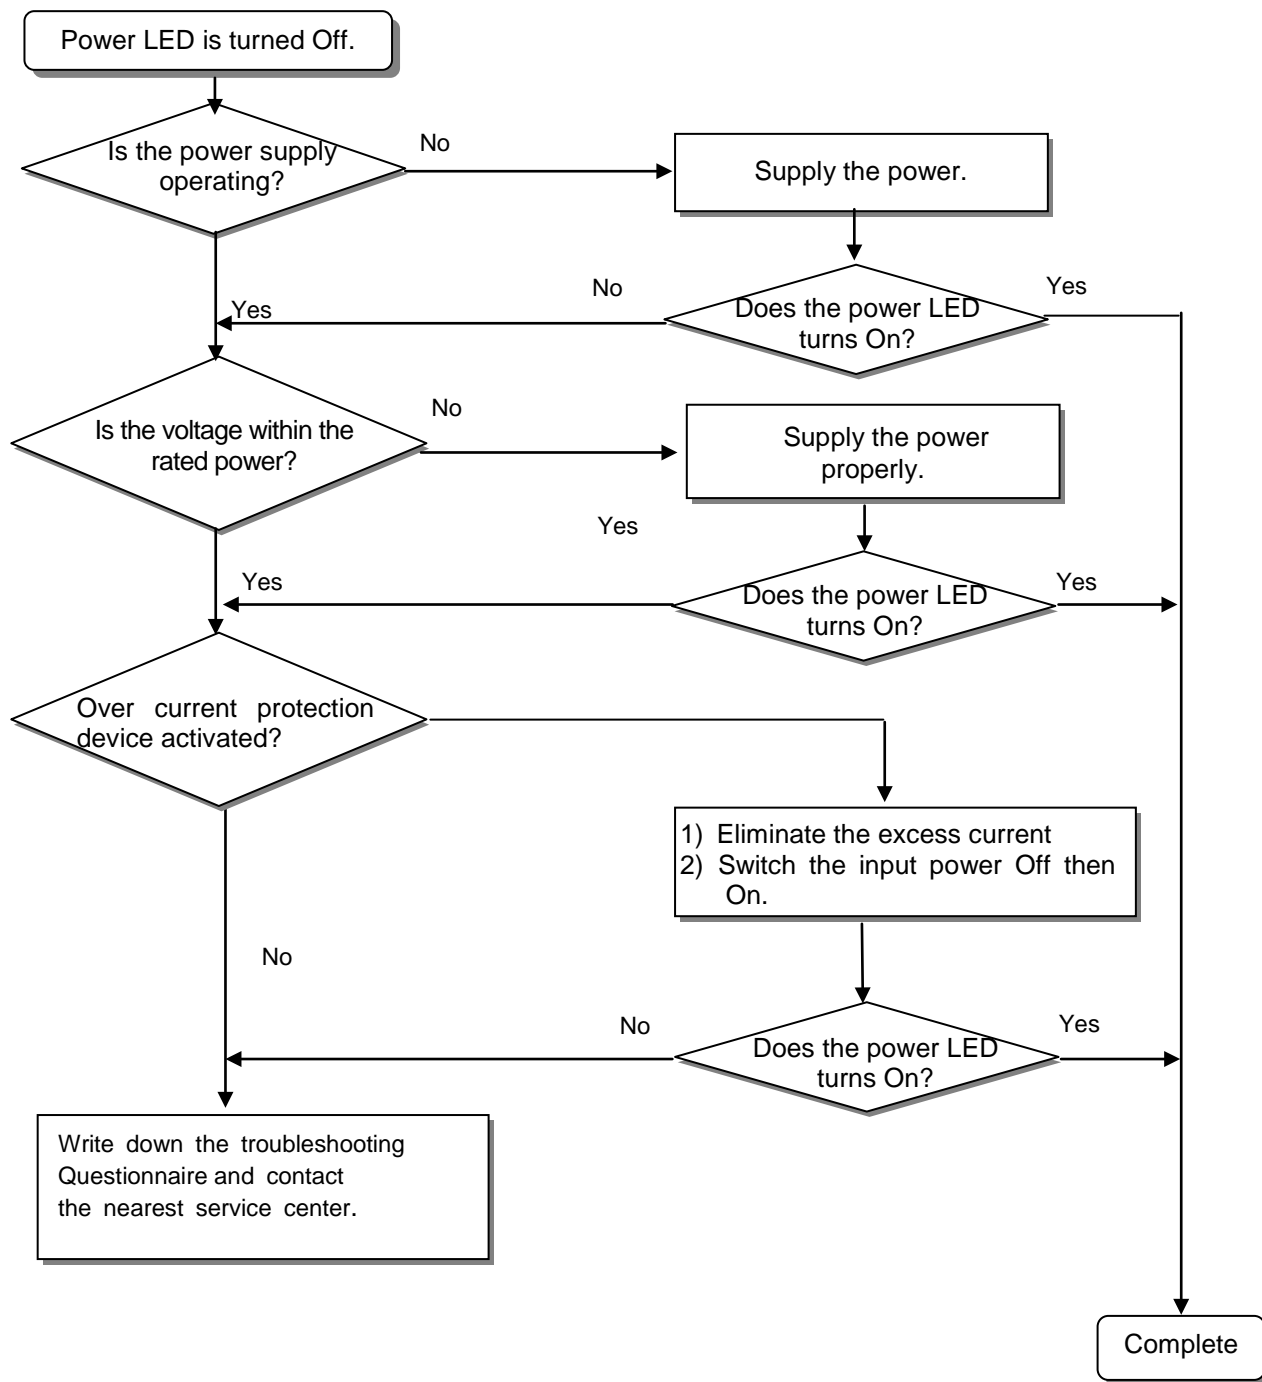 Power LED is turned Off.
Is the power supply
operating?
No
Supply the power.
No
Yes
Yes
Does the power LED
turns On?
No
Is the voltage within the
rated power?
Supply the power
properly.
Yes
Yes
Yes
Does the power LED
turns On?
Over current protection
device activated?
1) Eliminate the excess current
2) Switch the input power Off then
On.
No
No
Yes
Does the power LED
turns On?
Write down the troubleshooting
Questionnaire and contact
the nearest service center.
Complete